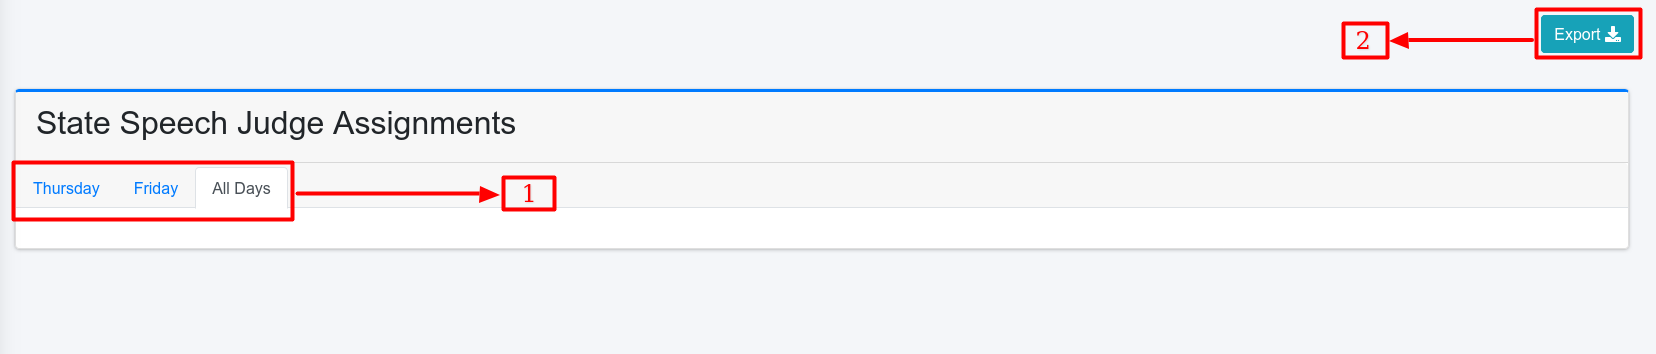 2
Export
State Speech Judge Assignments
Thursday Friday All Days
1